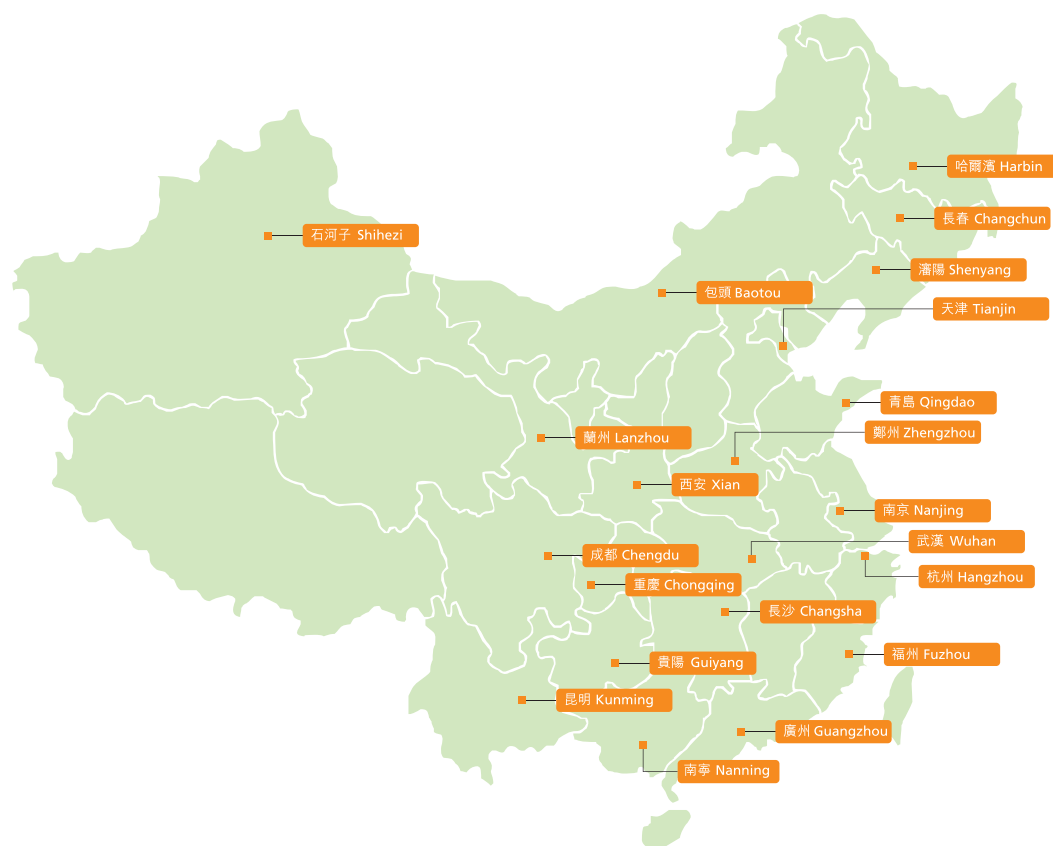 哈爾濱 Harbin
長春 Changchun
石河子 Shihezi
瀋陽 Shenyang
包頭 Baotou
天津 Tianjin
青島 Qingdao
鄭州 Zhengzhou
蘭州 Lanzhou
西安 Xian
南京 Nanjing
武漢 Wuhan
成都 Chengdu
杭州 Hangzhou
重慶 Chongqing
長沙 Changsha
福州 Fuzhou
貴陽 Guiyang
昆明 Kunming
廣州 Guangzhou
南寧 Nanning